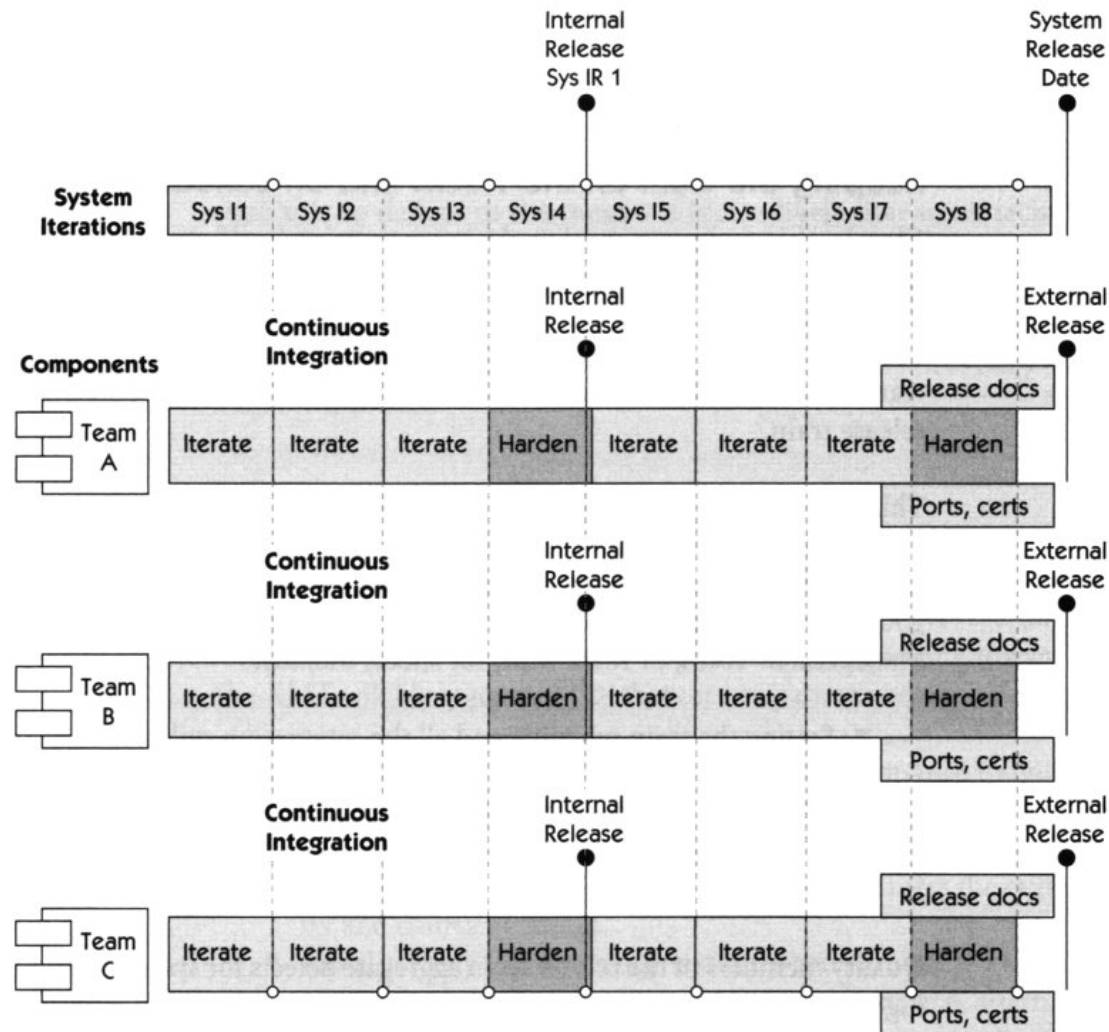 Internal
Release
Sys IR 1
System
Release
Date
System
Iterations
Sys I1 Sys I2 Sys I3 Sys I4 Sys I5 Sys I6 Sys I7 Sys I8
Components
Continuous
Integration
Internal
Release
External
Release
Release docs
Team
A
Iterate Iterate Iterate Harden Iterate Iterate Iterate Harden
Ports, certs
Continuous
Integration
Internal
Release
External
Release
Release docs
Team
B
Iterate Iterate Iterate Harden Iterate Iterate Iterate Harden
Ports, certs
Continuous
Integration
Internal
Release
External
Release
Release docs
Team
C
Iterate Iterate Iterate Harden Iterate Iterate Iterate Harden
Ports, certs